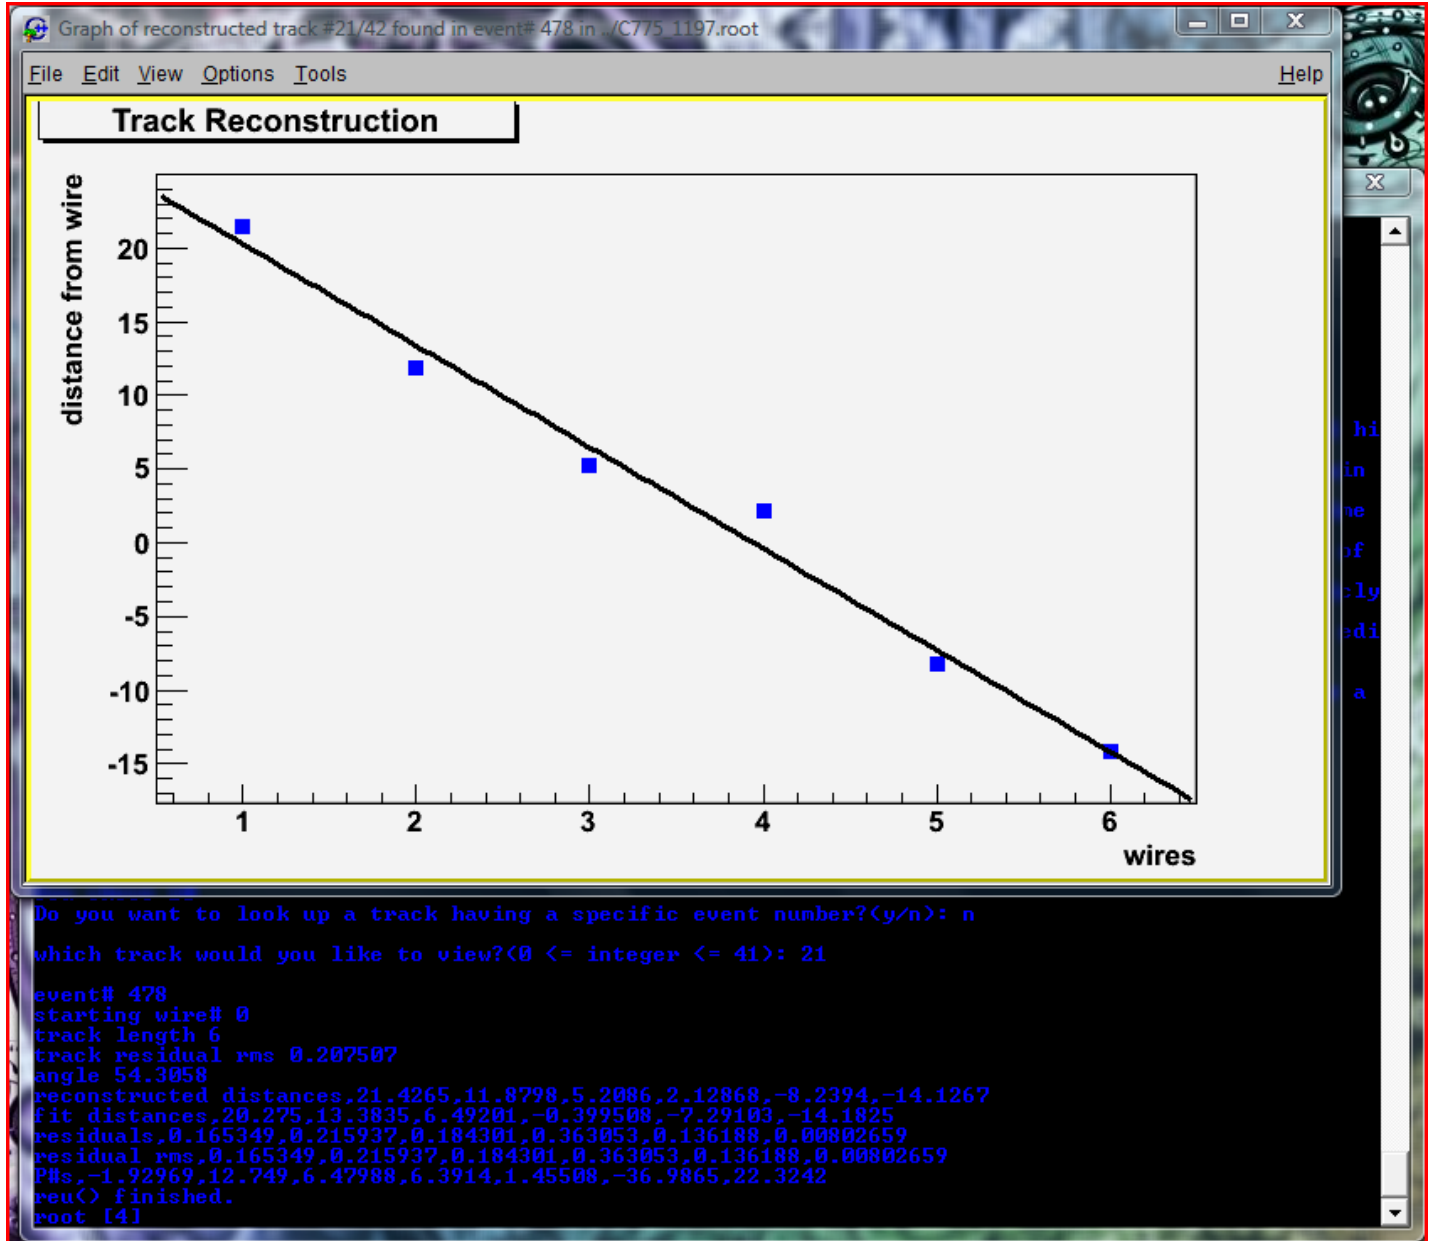 Graph of reconstructed track #21/42 found in event# 478 in ../C775_1197.root
File Edit View Options Tools Help
Track Reconstruction
distance from wire
20
15
10
5
0
-5
-10
-15
1 2 3 4 5 6
wires
hi
in
of
cly
edi
a
Do you want to look up a track having a specific event number?(y/n): n
which track would you like to view?(0 <= integer <= 41): 21
event# 478
starting wire# 0
track length 6
track residual rms 0.207507
angle 54.3058
reconstructed distances,21.4265,11.8798,5.2086,2.12868,-8.2394,-14.1267
fit distances,20.275,13.3835,6.49201,-0.399508,-7.29103,-14.1825
residuals,0.165349,0.215937,0.184301,0.363053,0.136188,0.00802659
residual rms,0.165349,0.215937,0.184301,0.363053,0.136188,0.00802659
P#s,-1.92969,12.749,6.47988,6.3914,1.45508,-36.9865,22.3242
reu() finished.
root [4]